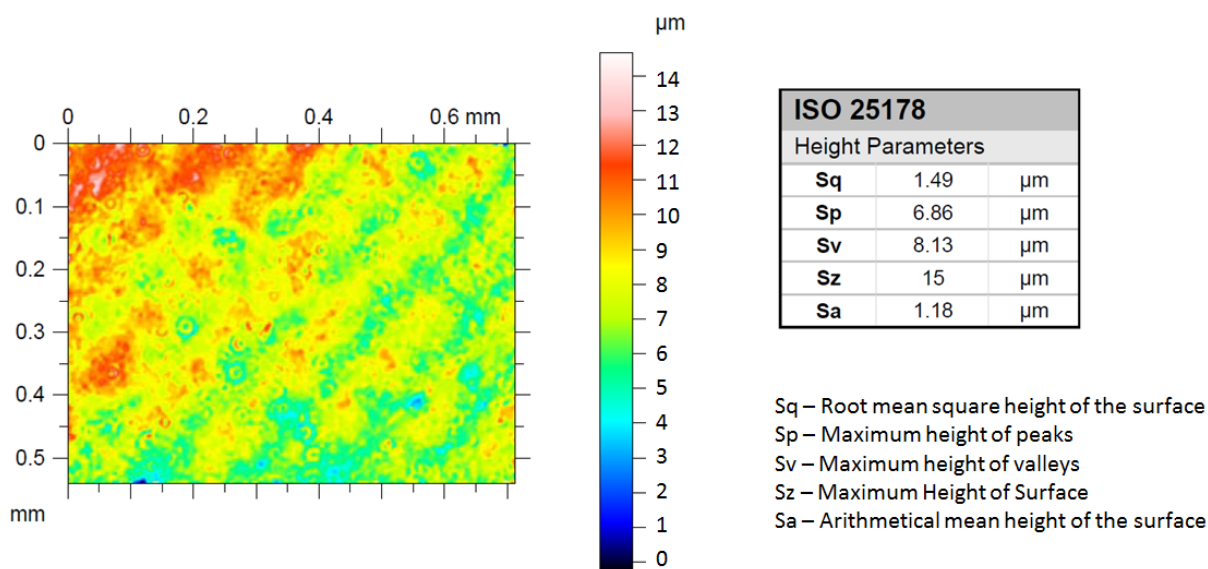 µm
0 0.2 0.4 0.6 mm
0
0.1
0.2
0.3
0.4
0.5
mm
14
13
12
11
10
9
8
7
6
5
4
3
2
1
0
ISO 25178
Height Parameters
Sq 1.49 µm
Sp 6.86 µm
Sv 8.13 µm
Sz 15 µm
Sa 1.18 µm
Sq – Root mean square height of the surface
Sp – Maximum height of peaks
Sv – Maximum height of valleys
Sz – Maximum Height of Surface
Sa – Arithmetical mean height of the surface